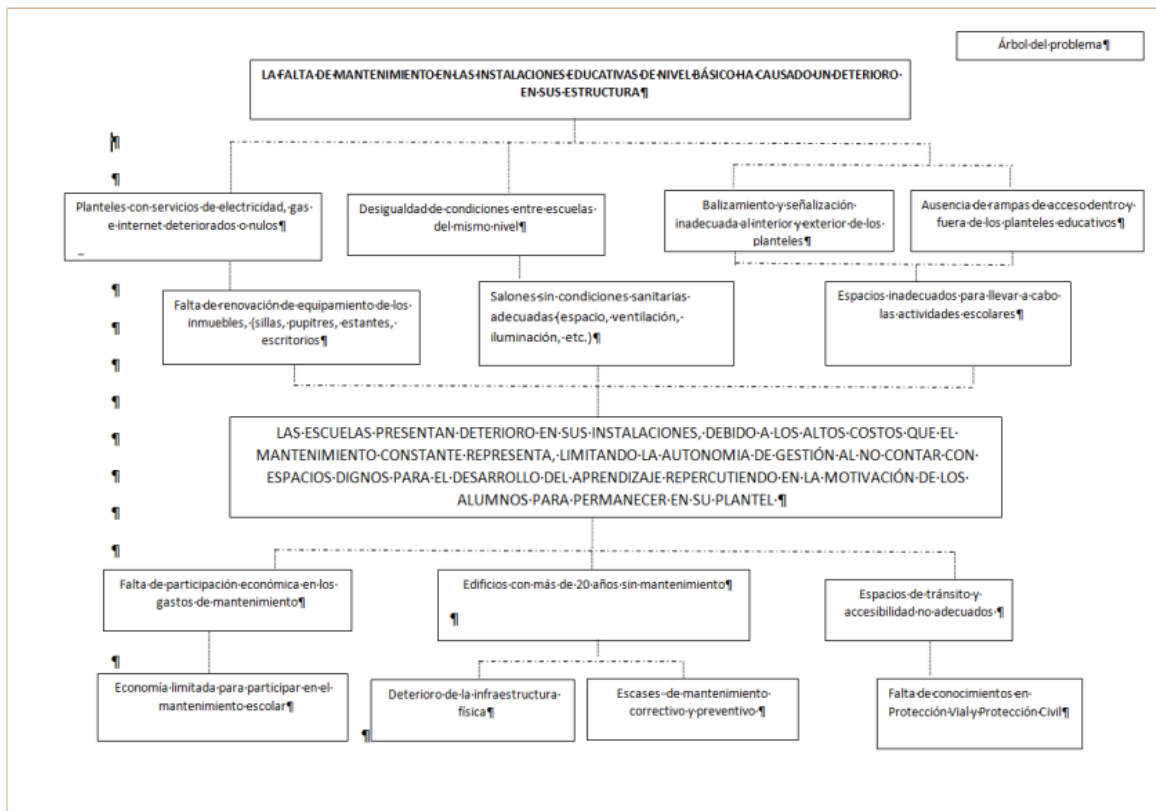 Árbol del problema¶
LA FALTA DE MANTENIMIENTO EN LAS INSTALACIONES EDUCATIVAS DE NIVEL BÁSICO HA CAUSADO UN DETERIORO
EN SUS ESTRUCTURA¶
¶
¶
Planteles con servicios de electricidad, gas
e internet deteriorados o nulos¶
Desigualdad de condiciones entre escuelas
del mismo nivel¶
Balizamiento y señalización
inadecuada al interior y exterior de los
planteles¶
Ausencia de rampas de acceso dentro y
fuera de los planteles educativos¶
¶
¶
¶
¶
¶
¶
¶
¶
¶
Falta de renovación de equipamiento de los
inmuebles, (sillas, pupitres, estantes,
escritorios¶
Salones sin condiciones sanitarias
adecuadas (espacio, ventilación,
iluminación, etc.)¶
Espacios inadecuados para llevar a cabo
las actividades escolares¶
LAS ESCUELAS PRESENTAN DETERIORO EN SUS INSTALACIONES, DEBIDO A LOS ALTOS COSTOS QUE EL
MANTENIMIENTO CONSTANTE REPRESENTA, LIMITANDO LA AUTONOMIA DE GESTIÓN AL NO CONTAR CON
ESPACIOS DIGNOS PARA EL DESARROLLO DEL APRENDIZAJE REPERCUTIENDO EN LA MOTIVACIÓN DE LOS
ALUMNOS PARA PERMANECER EN SU PLANTEL ¶
Falta de participación económica en los
gastos de mantenimiento¶
Edificios con más de 20 años sin mantenimiento¶
¶
Espacios de tránsito y
accesibilidad no adecuados ¶
¶
Economía limitada para participar en el
mantenimiento escolar¶
Deterioro de la infraestructura
física¶
¶
Escases de mantenimiento
correctivo y preventivo ¶
Falta de conocimientos en
Protección Vial y Protección Civil¶